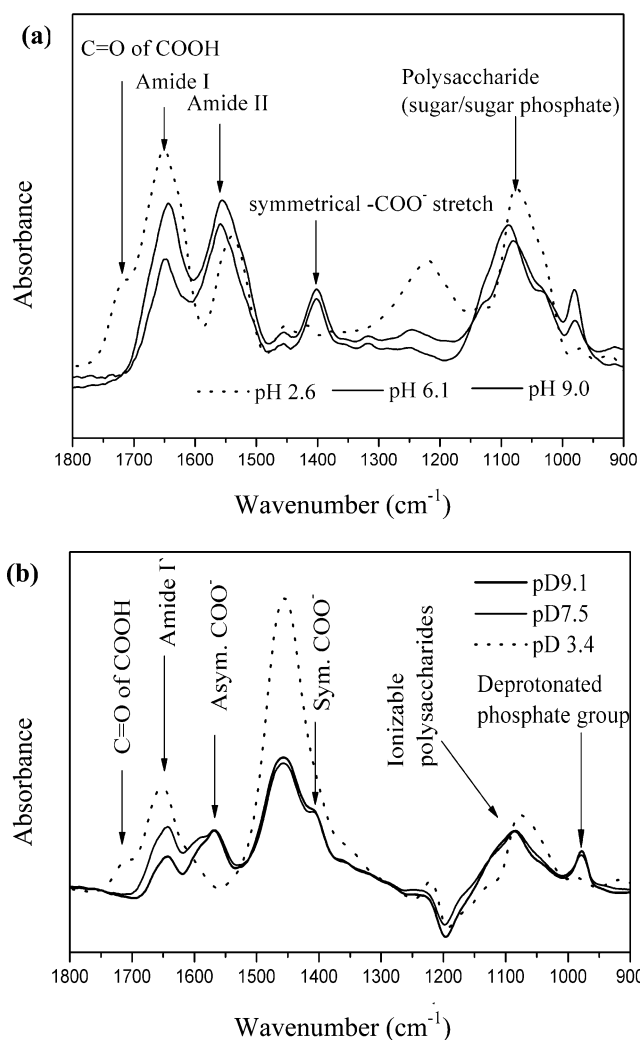 (a)
C=O of COOH
Amide I
Amide II
Polysaccharide
(sugar/sugar phosphate)
symmetrical -COO⁻ stretch
Absorbance
pH 2.6 pH 6.1 pH 9.0
1800 1700 1600 1500 1400 1300 1200 1100 1000 900
Wavenumber (cm⁻¹)
(b)
C=O of COOH
Amide I`
Asym. COO⁻
Sym. COO⁻
Ionizable
polysaccharides
pD9.1
pD7.5
pD 3.4
Deprotonated
phosphate group
Absorbance
1800 1700 1600 1500 1400 1300 1200 1100 1000 900
Wavenumber (cm⁻¹)